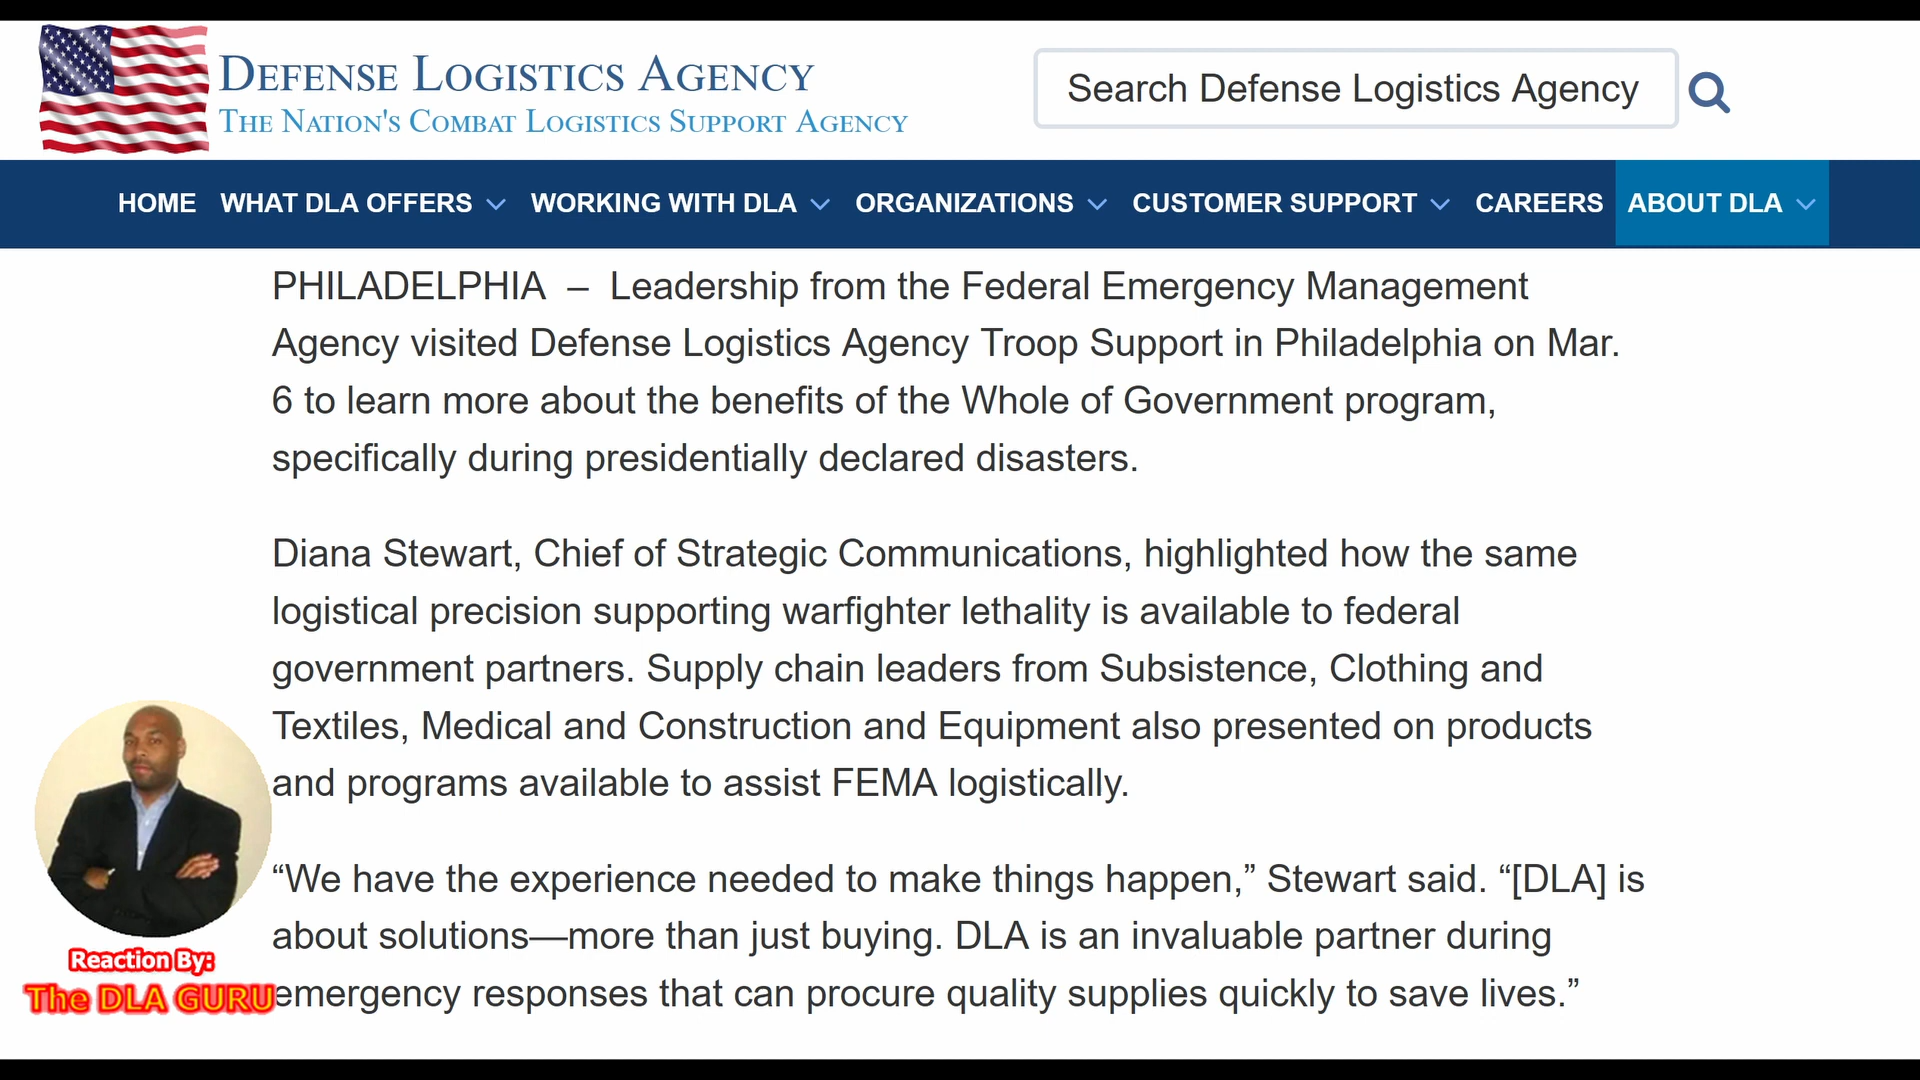 DEFENSE LOGISTICS AGENCY
THE NATION'S COMBAT LOGISTICS SUPPORT AGENCY
Search Defense Logistics Agency
HOME WHAT DLA OFFERS WORKING WITH DLA ORGANIZATIONS CUSTOMER SUPPORT CAREERS ABOUT DLA
PHILADELPHIA – Leadership from the Federal Emergency Management
Agency visited Defense Logistics Agency Troop Support in Philadelphia on Mar.
6 to learn more about the benefits of the Whole of Government program,
specifically during presidentially declared disasters.
Diana Stewart, Chief of Strategic Communications, highlighted how the same
logistical precision supporting warfighter lethality is available to federal
government partners. Supply chain leaders from Subsistence, Clothing and
Textiles, Medical and Construction and Equipment also presented on products
and programs available to assist FEMA logistically.
“We have the experience needed to make things happen,” Stewart said. “[DLA] is
about solutions—more than just buying. DLA is an invaluable partner during
emergency responses that can procure quality supplies quickly to save lives.”
Reaction By:
The DLA GURU